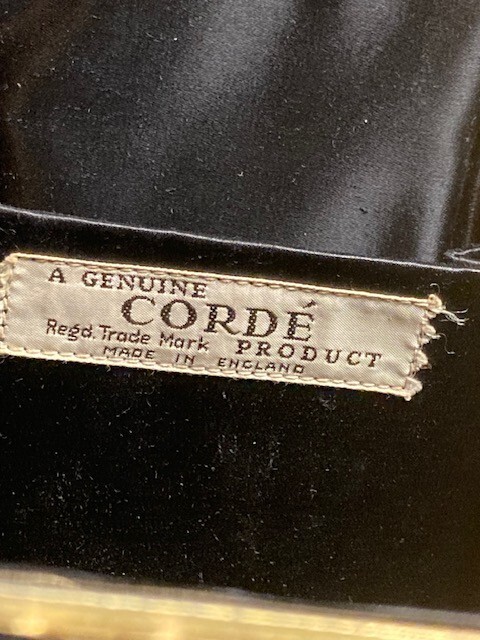 A GENUINE
CORDÉ
Regd. Trade Mark PRODUCT
MADE IN ENGLAND